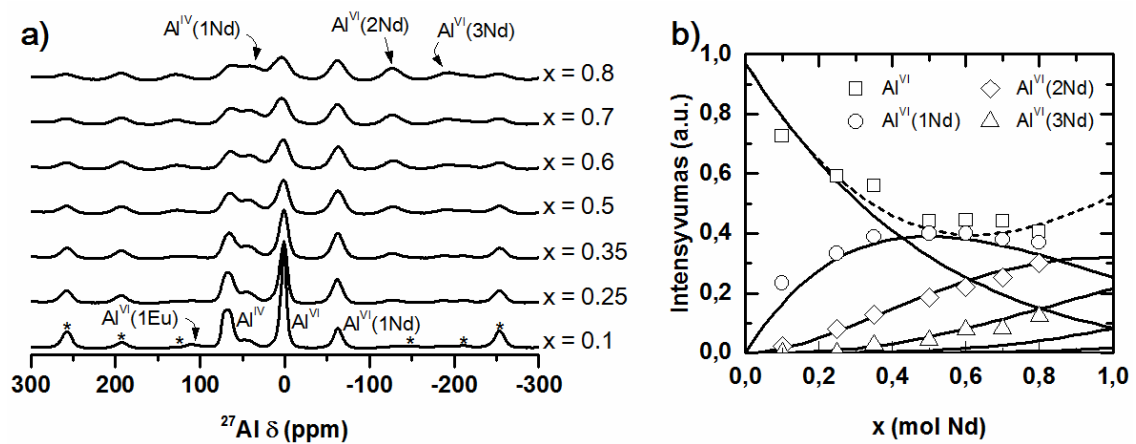 a)
Al^IV(1Nd)
Al^VI(2Nd)
Al^VI(3Nd)
x = 0.8
x = 0.7
x = 0.6
x = 0.5
x = 0.35
x = 0.25
x = 0.1
Al^VI(1Eu)
Al^IV
Al^VI
Al^VI(1Nd)
* * * * * *
300 200 100 0 -100 -200 -300
²⁷Al δ (ppm)
b)
Al^VI
Al^VI(2Nd)
Al^VI(1Nd)
Al^VI(3Nd)
Intensyvumas (a.u.)
1,0
0,8
0,6
0,4
0,2
0,0
0,0 0,2 0,4 0,6 0,8 1,0
x (mol Nd)